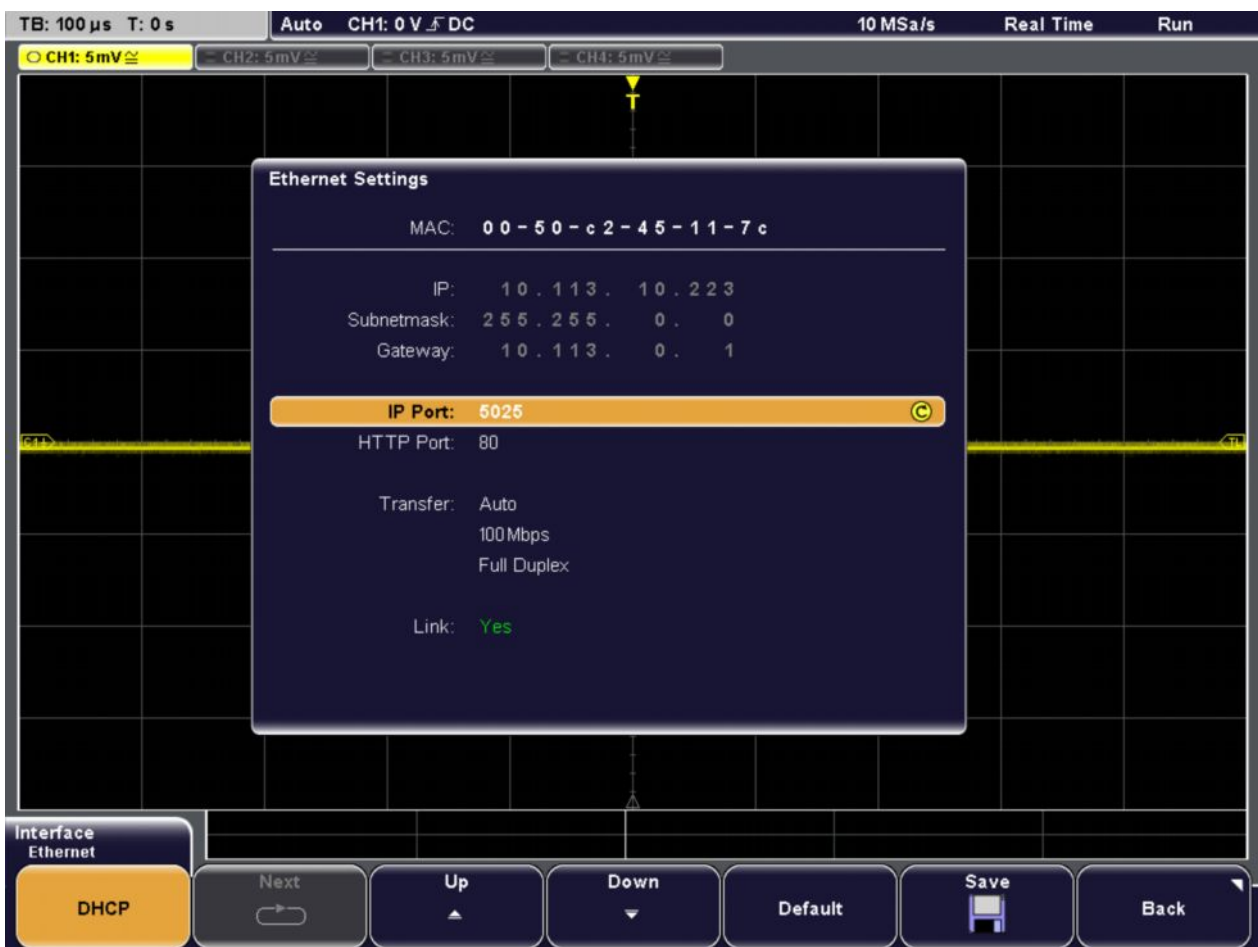 TB: 100 µs T: 0 s Auto CH1: 0 V DC 10 MSa/s Real Time Run
CH1: 5mV≅ CH2: 5mV≅ CH3: 5mV≅ CH4: 5mV≅
T
Ethernet Settings
MAC: 00-50-c2-45-11-7c
IP: 10.113. 10.223
Subnetmask: 255.255. 0. 0
Gateway: 10.113. 0. 1
IP Port: 5025 C
HTTP Port: 80
C1 TL
Transfer: Auto
100 Mbps
Full Duplex
Link: Yes
Interface
Ethernet
DHCP Next Up Down Default Save Back